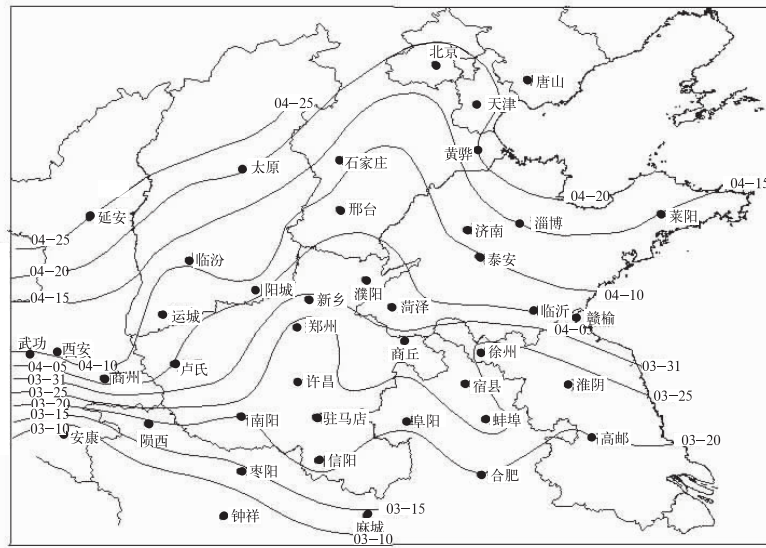 北京
唐山
04-25
天津
黄骅
石家庄
太原
04-15
04-20
莱阳
延安
邢台
淄博
济南
04-25
泰安
临汾
04-20
阳城
濮阳
04-10
04-15
新乡
菏泽
临沂
赣榆
运城
郑州
04-05
武功
西安
商丘
徐州
03-31
04-10
卢氏
04-05
商州
许昌
宿县
淮阴
03-31
03-25
03-25
03-20
03-15
南阳
驻马店
阜阳
蚌埠
03-10
郧西
安康
高邮
03-20
信阳
枣阳
合肥
03-15
钟祥
麻城
03-10